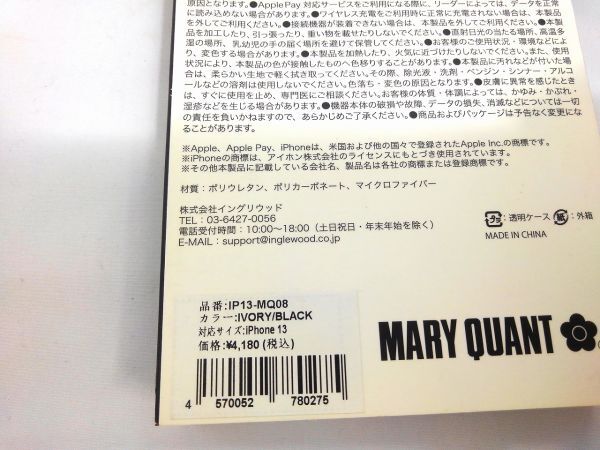 原因となります。●Apple Pay 対応サービスをご利用になる際に、リーダーによっては、データを正常
に読み込めない場合があります。●ワイヤレス充電をご利用時に正常に充電されない場合は、本
製品を外してご利用ください。●接続機器が装着できない場合は、本製品を外してご利用ください。●本製
品を加工したり、引っ張ったり、重い物を載せたりしないでください。●直射日光の当たる場所、高温多
湿の場所、乳幼児の手の届く場所を避けて保管してください。●お客様のご使用状況・環境などによ
り、変色する場合があります。●本製品を加熱したり、火気に近づけたりしないでください。また、使用
状況により、本製品の色が接触したものへ色移りすることがあります。●本製品に汚れなどが付いた場
合は、柔らかい生地で軽く拭き取ってください。その際、除光液・洗剤・ベンジン・シンナー・アルコ
ールなどの溶剤は使用しないでください。色落ち・変色の原因となります。●皮膚に異常を感じたときは
は、すぐに使用を止め、専門医にご相談ください。お客様の体質・体調によっては、かゆみ・かぶれ・
湿疹などを生じる場合があります。●機器本体の破損や故障、データの損失、消滅などについては一切
の責任を負いかねますので、あらかじめご了承ください。●商品およびパッケージは予告なく変更にな
ることがあります。
※Apple、Apple Pay、iPhoneは、米国および他の国々で登録されたApple Inc.の商標です。
※iPhoneの商標は、アイホン株式会社のライセンスにもとづき使用されています。
※その他本製品に記載している会社名、製品名は各社の商標または登録商標です。
材質：ポリウレタン、ポリカーボネート、マイクロファイバー
株式会社イングリウッド
TEL：03-6427-0056
電話受付時間：10:00～18:00（土日祝日・年末年始を除く）
E-MAIL：support@inglewood.co.jp
プラ：透明ケース 紙：外箱
MADE IN CHINA
品番：IP13-MQ08
カラー：IVORY/BLACK
対応サイズ：iPhone 13
価格：¥4,180（税込）
4 570052 780275
MARY QUANT